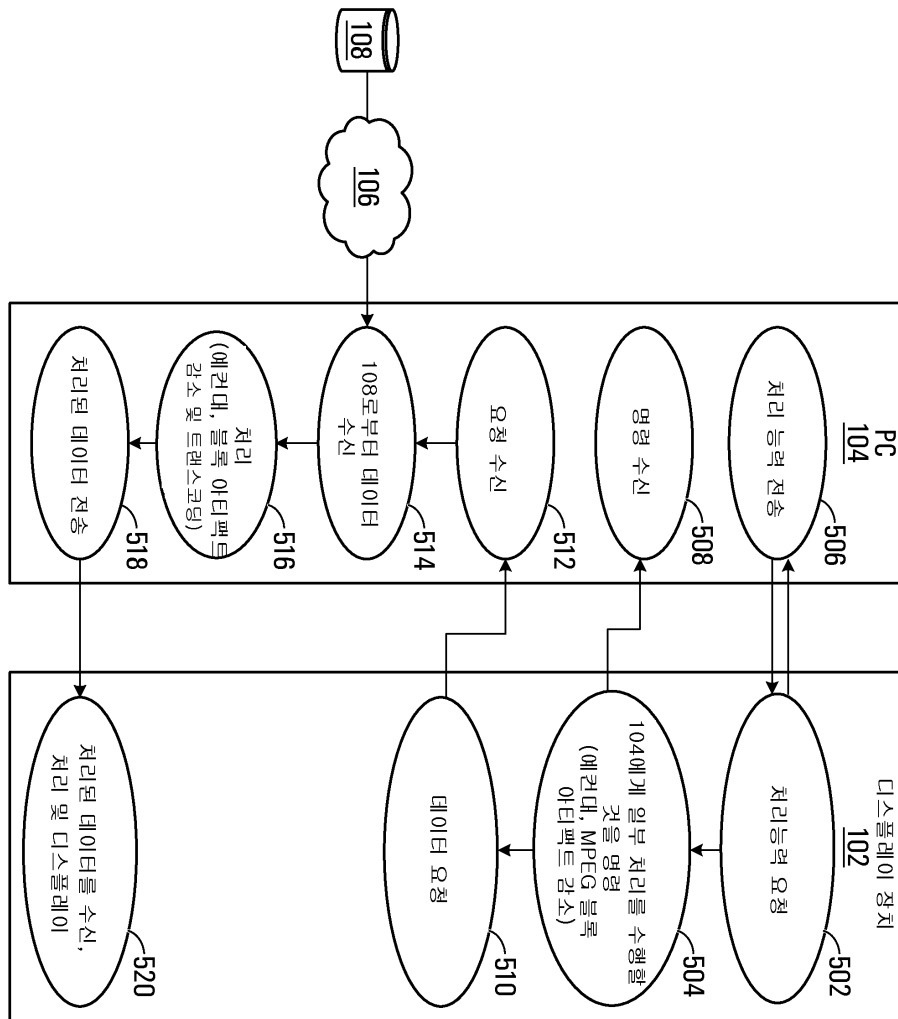 PC
104
디스플레이 장치
102
처리 능력 전송
506
처리능력 요청
502
명령 수신
508
104에게 일부 처리를 수행할
것을 명령
(예컨대, MPEG 블록
아티팩트 감소)
504
요청 수신
512
데이터 요청
510
108
106
108로부터 데이터
수신
514
처리
(예컨대, 블록 아티팩트
감소 및 트랜스코딩)
516
처리된 데이터 전송
518
처리된 데이터를 수신,
처리 및 디스플레이
520